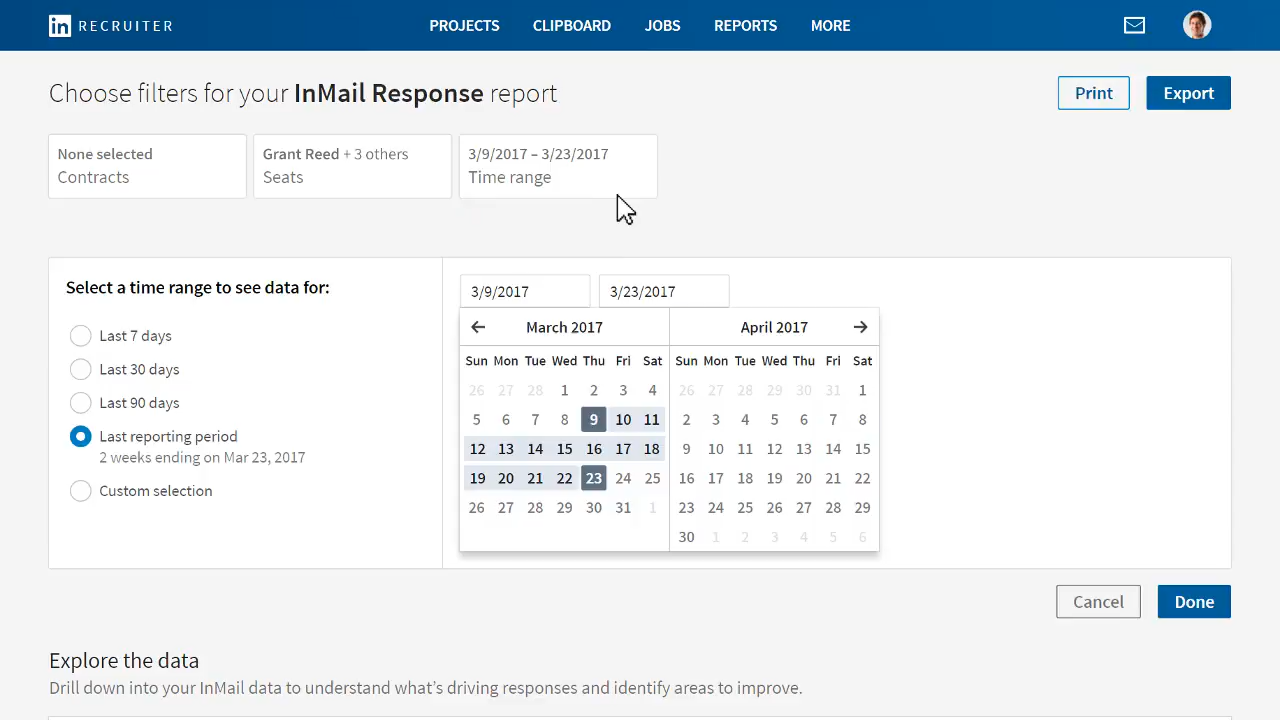 in RECRUITER PROJECTS CLIPBOARD JOBS REPORTS MORE
Choose filters for your InMail Response report
Print Export
None selected
Contracts
Grant Reed + 3 others
Seats
3/9/2017 – 3/23/2017
Time range
Select a time range to see data for:
Last 7 days
Last 30 days
Last 90 days
Last reporting period
2 weeks ending on Mar 23, 2017
Custom selection
3/9/2017 3/23/2017
March 2017
Sun Mon Tue Wed Thu Fri Sat
26 27 28 1 2 3 4
5 6 7 8 9 10 11
12 13 14 15 16 17 18
19 20 21 22 23 24 25
26 27 28 29 30 31 1
April 2017
Sun Mon Tue Wed Thu Fri Sat
26 27 28 29 30 31 1
2 3 4 5 6 7 8
9 10 11 12 13 14 15
16 17 18 19 20 21 22
23 24 25 26 27 28 29
30 1 2 3 4 5 6
Cancel Done
Explore the data
Drill down into your InMail data to understand what’s driving responses and identify areas to improve.